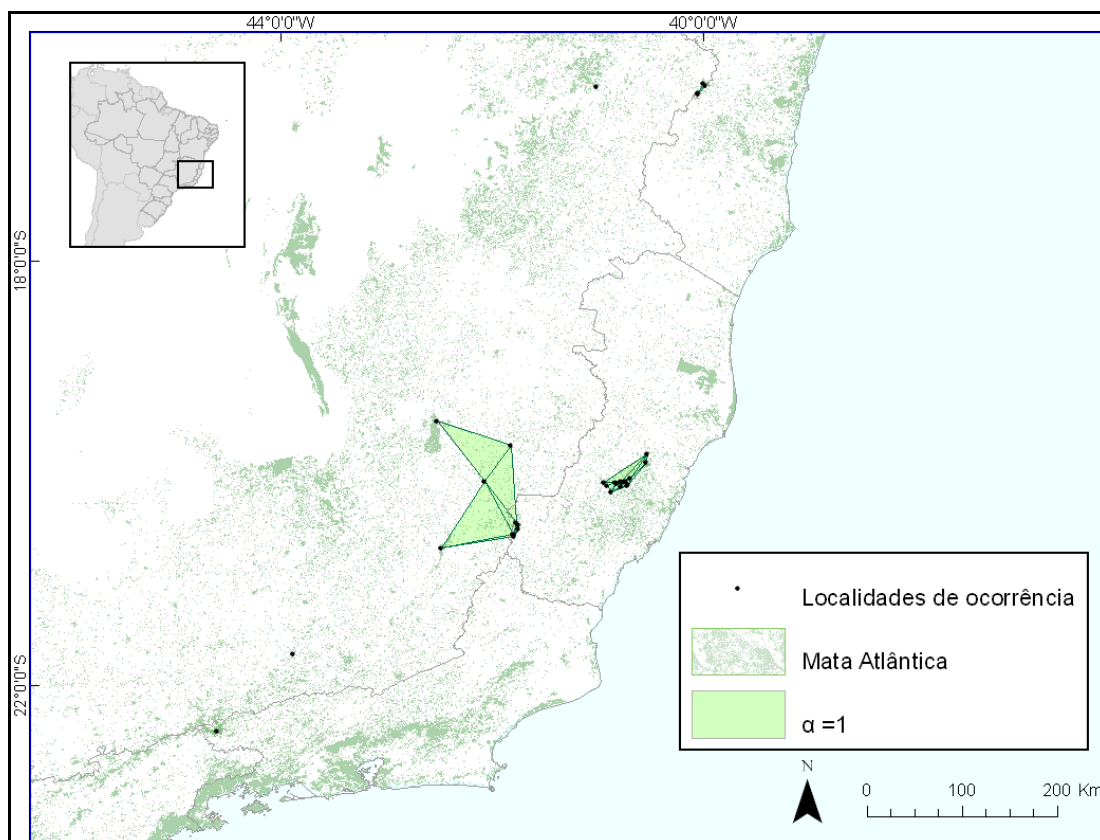 44°0'0"W 40°0'0"W
18°0'0"S
22°0'0"S
Localidades de ocorrência
Mata Atlântica
α =1
N
0 100 200 Km